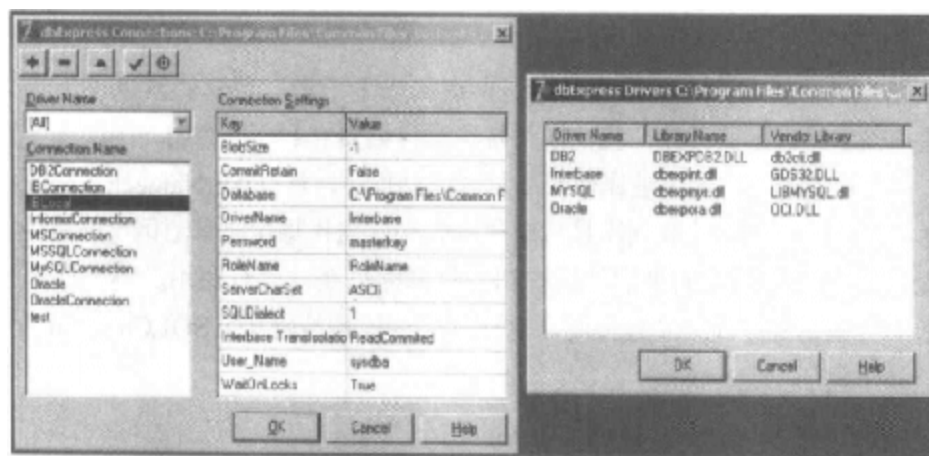 dbExpress Connections: C:\Program Files\Common Files
Driver Name
[All]
Connection Name
DB2Connection
IBConnection
IBLocal
InformixConnection
MSConnection
MSSQLConnection
MySQLConnection
Oracle
OracleConnection
test
Connection Settings
Key Value
BlobSize -1
CommitRetain False
Database C:\Program Files\Common F
DriverName Interbase
Password masterkey
RoleName RoleName
ServerCharSet ASCII
SQLDialect 1
Interbase TransIsolatio ReadCommited
User_Name sysdba
WaitOnLocks True
OK Cancel Help
dbExpress Drivers C:\Program Files\Common Files\...
Driver Name Library Name Vendor Library
DB2 DBEXPDB2.DLL db2cli.dll
Interbase dbexpint.dll GDS32.DLL
MYSQL dbexpmys.dll LIBMYSQL.dll
Oracle dbexpora.dll OCI.DLL
OK Cancel Help